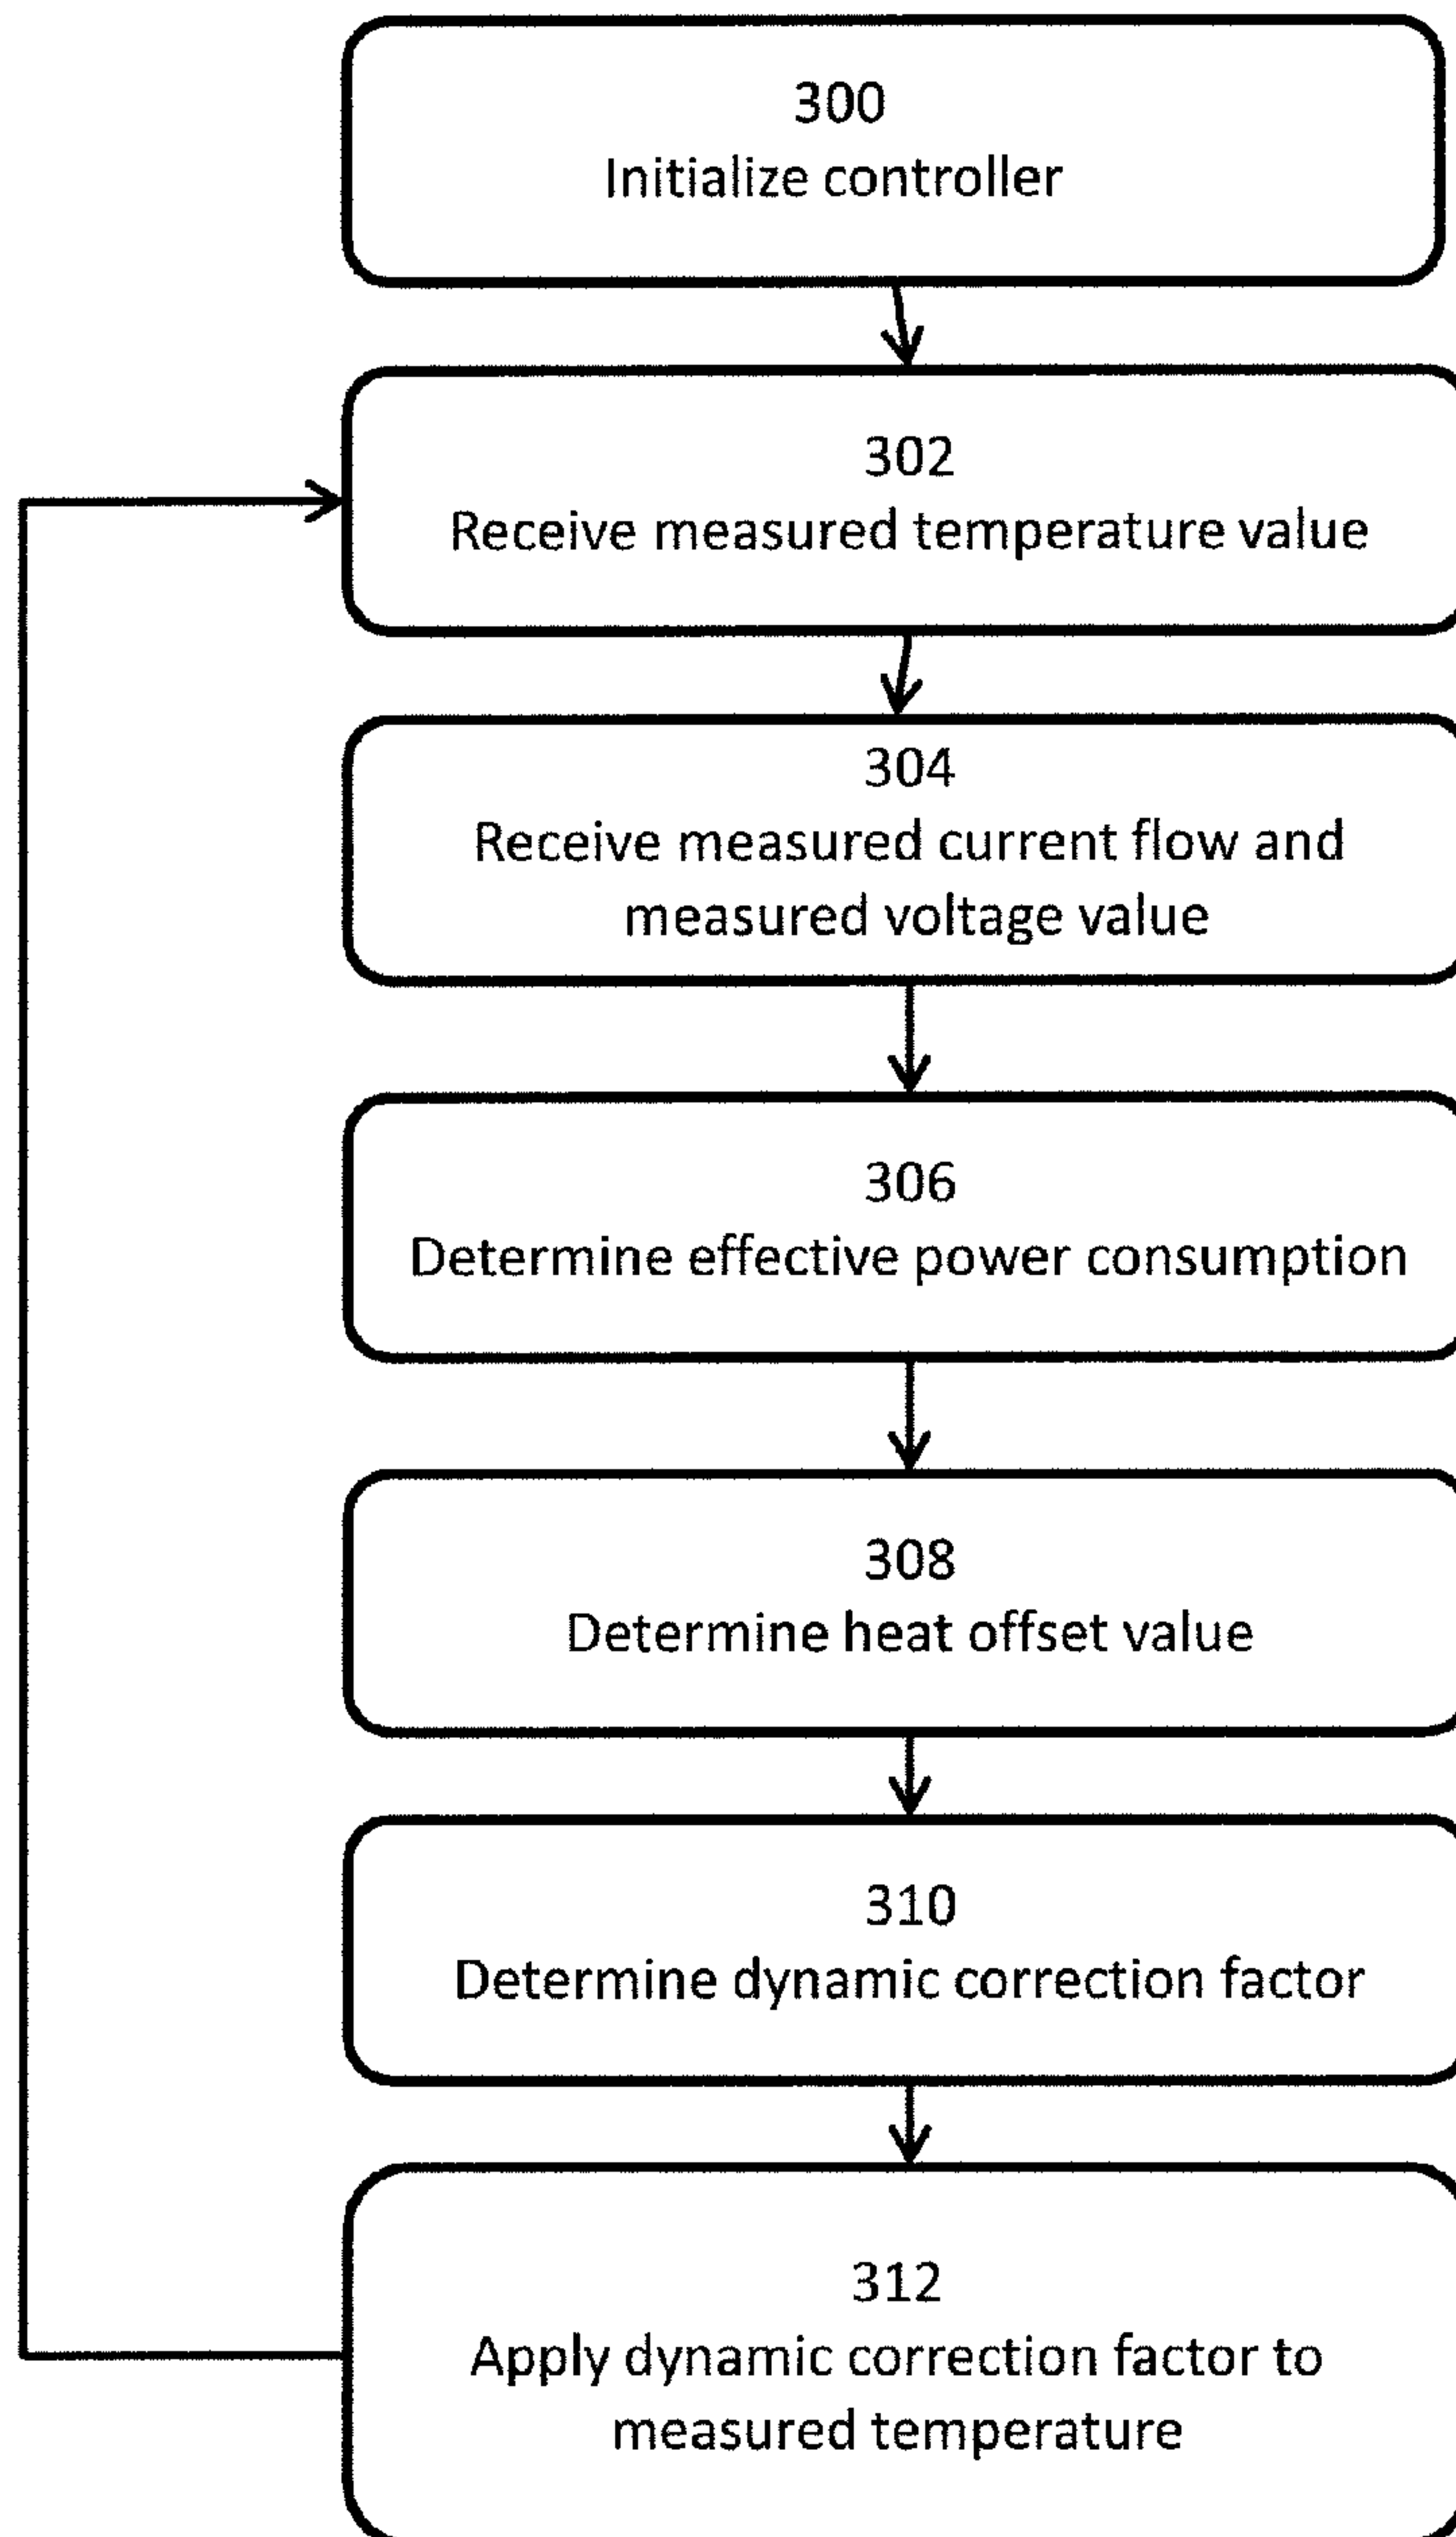 300
Initialize controller
302
Receive measured temperature value
304
Receive measured current flow and
measured voltage value
306
Determine effective power consumption
308
Determine heat offset value
310
Determine dynamic correction factor
312
Apply dynamic correction factor to
measured temperature